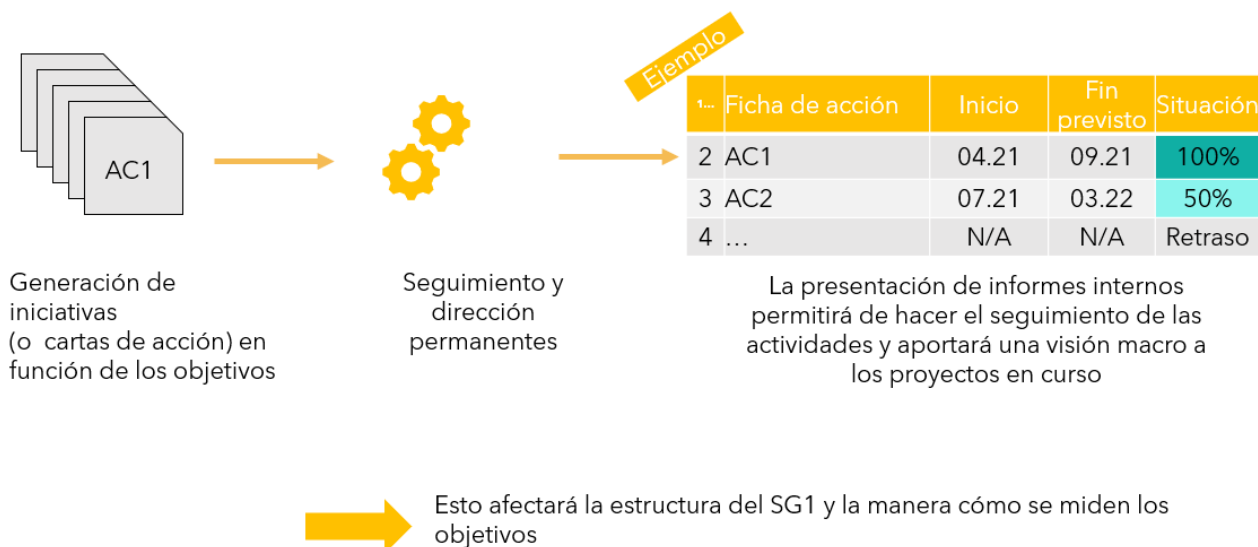 Ejemplo
1... Ficha de acción Inicio Fin previsto Situación
2 AC1 04.21 09.21 100%
3 AC2 07.21 03.22 50%
4 ... N/A N/A Retraso
AC1
Generación de
iniciativas
(o cartas de acción) en
función de los objetivos
Seguimiento y
dirección
permanentes
La presentación de informes internos
permitirá de hacer el seguimiento de las
actividades y aportará una visión macro a
los proyectos en curso
Esto afectará la estructura del SG1 y la manera cómo se miden los
objetivos